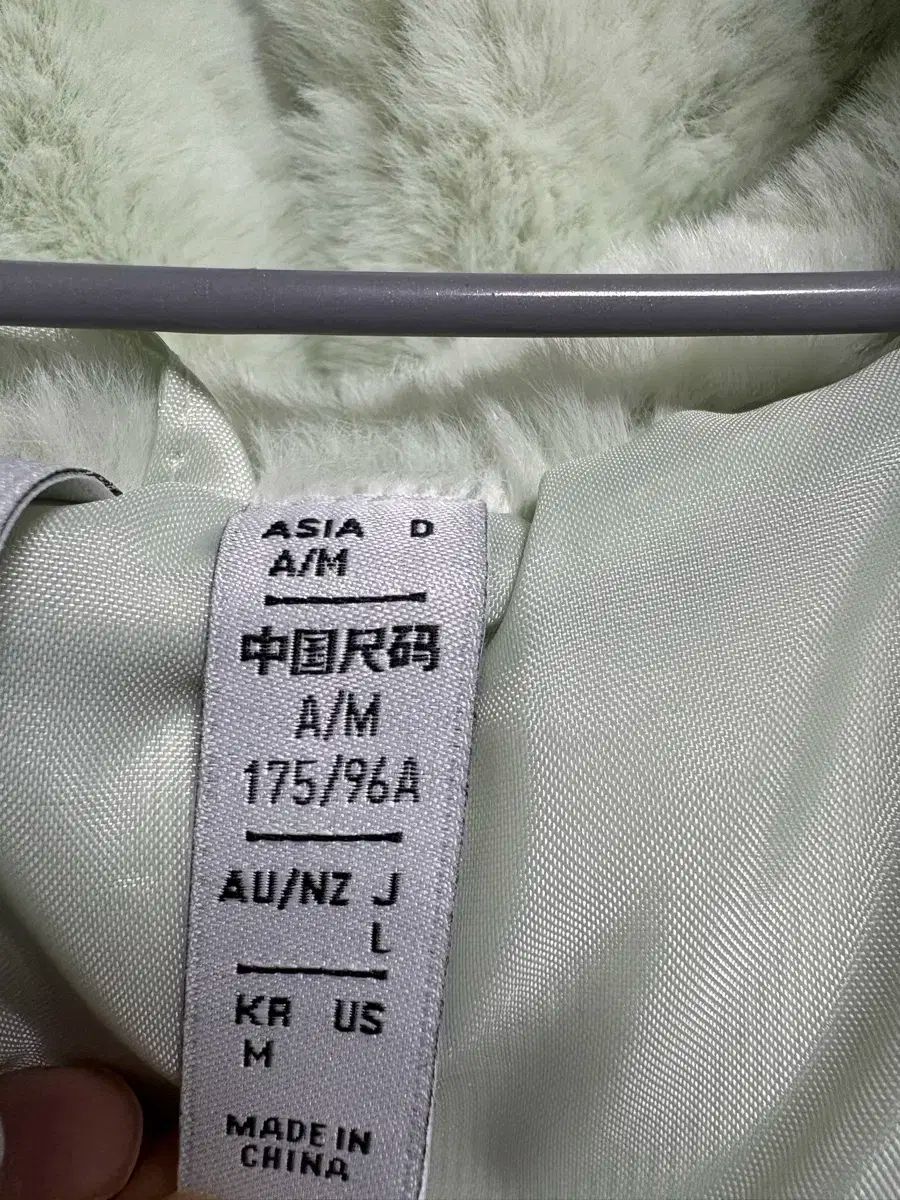 ASIA D
A/M
中国尺码
A/M
175/96A
AU/NZ J
L
KR US
M
MADE IN
CHINA